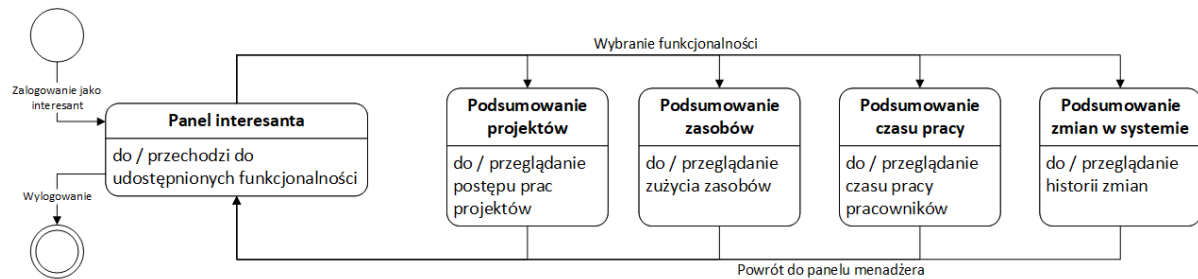 Wybranie funkcjonalności
Zalogowanie jako
interesant
Panel interesanta
do / przechodzi do
udostępnionych funkcjonalności
Wylogowanie
Podsumowanie
projektów
do / przeglądanie
postępu prac
projektów
Podsumowanie
zasobów
do / przeglądanie
zużycia zasobów
Podsumowanie
czasu pracy
do / przeglądanie
czasu pracy
pracowników
Podsumowanie
zmian w systemie
do / przeglądanie
historii zmian
Powrót do panelu menadżera